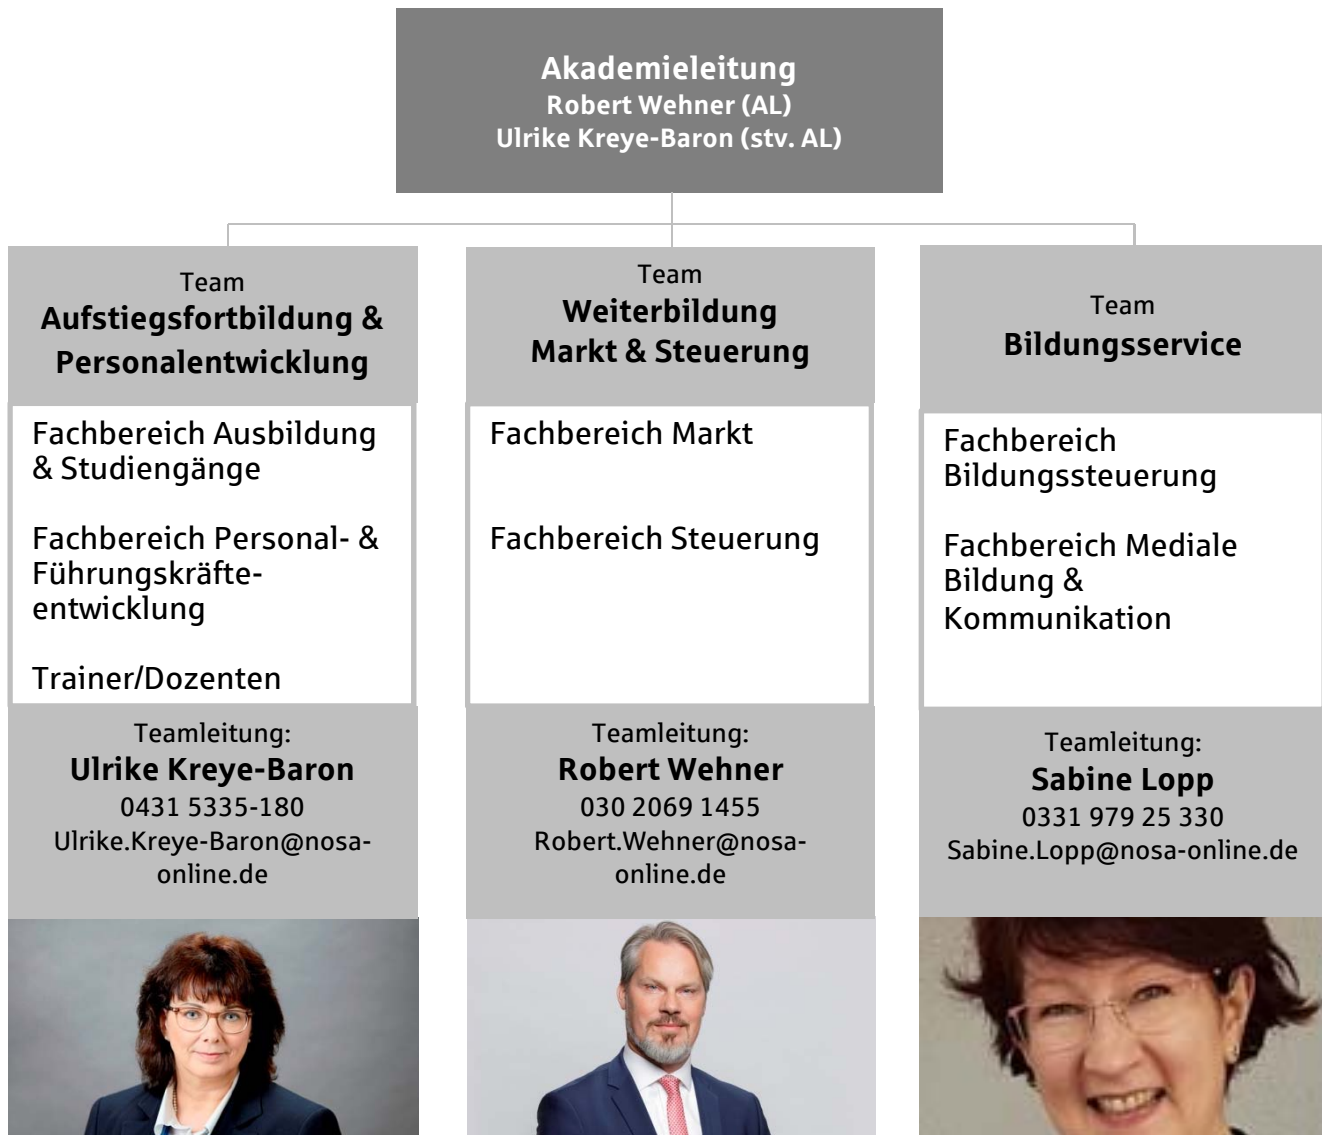 Akademieleitung
Robert Wehner (AL)
Ulrike Kreye-Baron (stv. AL)
Team
Aufstiegsfortbildung &
Personalentwicklung
Fachbereich Ausbildung
& Studiengänge
Fachbereich Personal- &
Führungskräfte-
entwicklung
Trainer/Dozenten
Teamleitung:
Ulrike Kreye-Baron
0431 5335-180
Ulrike.Kreye-Baron@nosa-
online.de
Team
Weiterbildung
Markt & Steuerung
Fachbereich Markt
Fachbereich Steuerung
Teamleitung:
Robert Wehner
030 2069 1455
Robert.Wehner@nosa-
online.de
Team
Bildungsservice
Fachbereich
Bildungssteuerung
Fachbereich Mediale
Bildung &
Kommunikation
Teamleitung:
Sabine Lopp
0331 979 25 330
Sabine.Lopp@nosa-online.de